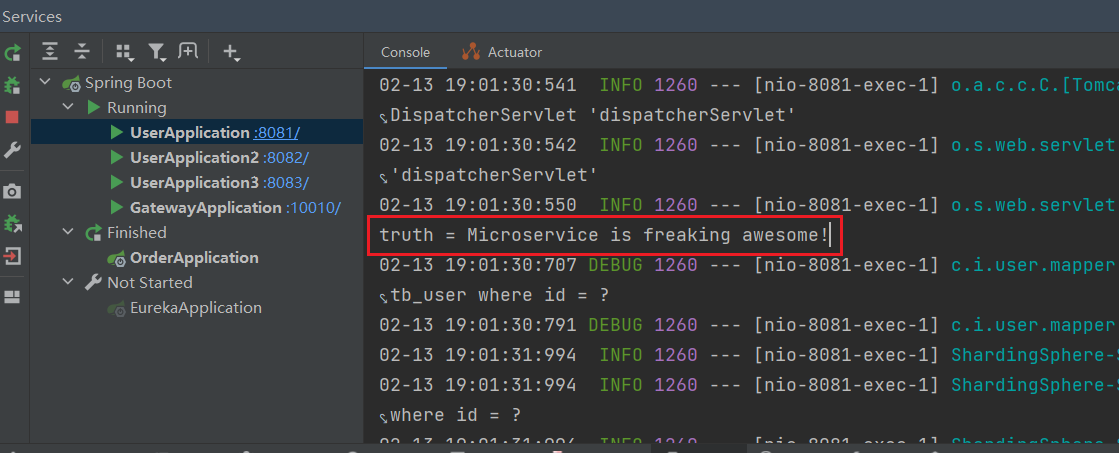 Services
Console
Actuator
Spring Boot
Running
UserApplication :8081/
UserApplication2 :8082/
UserApplication3 :8083/
GatewayApplication :10010/
Finished
OrderApplication
Not Started
EurekaApplication
02-13 19:01:30:541 INFO 1260 --- [nio-8081-exec-1] o.a.c.c.C.[Tomca
DispatcherServlet 'dispatcherServlet'
02-13 19:01:30:542 INFO 1260 --- [nio-8081-exec-1] o.s.web.servlet
'dispatcherServlet'
02-13 19:01:30:550 INFO 1260 --- [nio-8081-exec-1] o.s.web.servlet
truth = Microservice is freaking awesome!
02-13 19:01:30:707 DEBUG 1260 --- [nio-8081-exec-1] c.i.user.mapper
tb_user where id = ?
02-13 19:01:30:791 DEBUG 1260 --- [nio-8081-exec-1] c.i.user.mapper
02-13 19:01:31:994 INFO 1260 --- [nio-8081-exec-1] ShardingSphere-S
02-13 19:01:31:994 INFO 1260 --- [nio-8081-exec-1] ShardingSphere-S
where id = ?